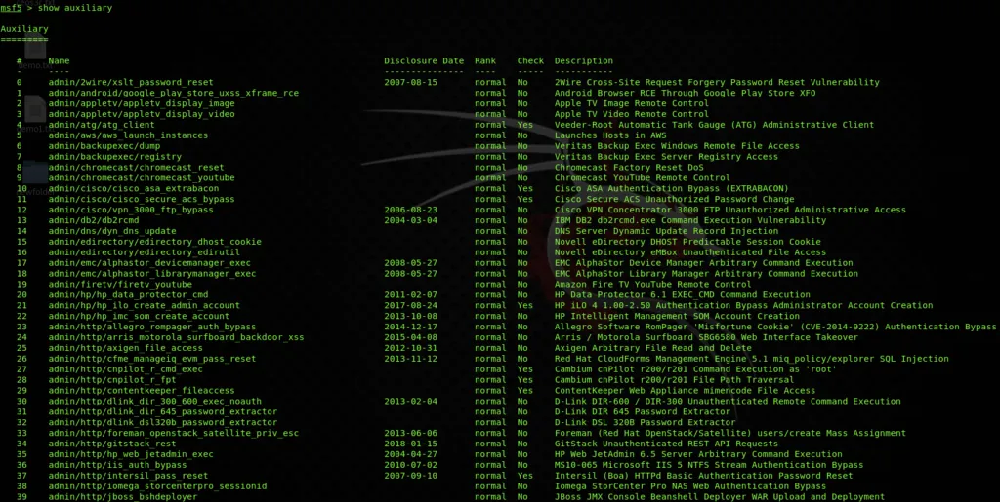 msf5 > show auxiliary
Auxiliary
=========
# Name Disclosure Date Rank Check Description
- ---- --------------- ---- ----- -----------
0 admin/2wire/xslt_password_reset 2007-08-15 normal No 2Wire Cross-Site Request Forgery Password Reset Vulnerability
1 admin/android/google_play_store_uxss_xframe_rce normal No Android Browser RCE Through Google Play Store XFO
2 admin/appletv/appletv_display_image normal No Apple TV Image Remote Control
3 admin/appletv/appletv_display_video normal No Apple TV Video Remote Control
4 admin/atg/atg_client normal Yes Veeder-Root Automatic Tank Gauge (ATG) Administrative Client
5 admin/aws/aws_launch_instances normal No Launches Hosts in AWS
6 admin/backupexec/dump normal No Veritas Backup Exec Windows Remote File Access
7 admin/backupexec/registry normal No Veritas Backup Exec Server Registry Access
8 admin/chromecast/chromecast_reset normal No Chromecast Factory Reset DoS
9 admin/chromecast/chromecast_youtube normal No Chromecast YouTube Remote Control
10 admin/cisco/cisco_asa_extrabacon normal Yes Cisco ASA Authentication Bypass (EXTRABACON)
11 admin/cisco/cisco_secure_acs_bypass normal Yes Cisco Secure ACS Unauthorized Password Change
12 admin/cisco/vpn_3000_ftp_bypass 2006-08-23 normal No Cisco VPN Concentrator 3000 FTP Unauthorized Administrative Access
13 admin/db2/db2rcmd 2004-03-04 normal No IBM DB2 db2rcmd.exe Command Execution Vulnerability
14 admin/dns/dyn_dns_update normal No DNS Server Dynamic Update Record Injection
15 admin/edirectory/edirectory_dhost_cookie normal No Novell eDirectory DHOST Predictable Session Cookie
16 admin/edirectory/edirectory_edirutil normal No Novell eDirectory eMBox Unauthenticated File Access
17 admin/emc/alphastor_devicemanager_exec 2008-05-27 normal No EMC AlphaStor Device Manager Arbitrary Command Execution
18 admin/emc/alphastor_librarymanager_exec 2008-05-27 normal No EMC AlphaStor Library Manager Arbitrary Command Execution
19 admin/firetv/firetv_youtube normal No Amazon Fire TV YouTube Remote Control
20 admin/hp/hp_data_protector_cmd 2011-02-07 normal No HP Data Protector 6.1 EXEC_CMD Command Execution
21 admin/hp/hp_ilo_create_admin_account 2017-08-24 normal Yes HP iLO 4 1.00-2.50 Authentication Bypass Administrator Account Creation
22 admin/hp/hp_imc_som_create_account 2013-10-08 normal No HP Intelligent Management SOM Account Creation
23 admin/http/allegro_rompager_auth_bypass 2014-12-17 normal No Allegro Software RomPager 'Misfortune Cookie' (CVE-2014-9222) Authentication Bypass
24 admin/http/arris_motorola_surfboard_backdoor_xss 2015-04-08 normal No Arris / Motorola Surfboard SBG6580 Web Interface Takeover
25 admin/http/axigen_file_access 2012-10-31 normal No Axigen Arbitrary File Read and Delete
26 admin/http/cfme_manageiq_evm_pass_reset 2013-11-12 normal No Red Hat CloudForms Management Engine 5.1 miq_policy/explorer SQL Injection
27 admin/http/cnpilot_r_cmd_exec normal Yes Cambium cnPilot r200/r201 Command Execution as 'root'
28 admin/http/cnpilot_r_fpt normal Yes Cambium cnPilot r200/r201 File Path Traversal
29 admin/http/contentkeeper_fileaccess normal Yes ContentKeeper Web Appliance mimencode File Access
30 admin/http/dlink_dir_300_600_exec_noauth 2013-02-04 normal No D-Link DIR-600 / DIR-300 Unauthenticated Remote Command Execution
31 admin/http/dlink_dir_645_password_extractor normal No D-Link DIR 645 Password Extractor
32 admin/http/dlink_dsl320b_password_extractor normal No D-Link DSL 320B Password Extractor
33 admin/http/foreman_openstack_satellite_priv_esc 2013-06-06 normal No Foreman (Red Hat OpenStack/Satellite) users/create Mass Assignment
34 admin/http/gitstack_rest 2018-01-15 normal No GitStack Unauthenticated REST API Requests
35 admin/http/hp_web_jetadmin_exec 2004-04-27 normal No HP Web JetAdmin 6.5 Server Arbitrary Command Execution
36 admin/http/iis_auth_bypass 2010-07-02 normal No MS10-065 Microsoft IIS 5 NTFS Stream Authentication Bypass
37 admin/http/intersil_pass_reset 2007-09-10 normal Yes Intersil (Boa) HTTPd Basic Authentication Password Reset
38 admin/http/iomega_storcenterpro_sessionid normal No Iomega StorCenter Pro NAS Web Authentication Bypass
39 admin/http/jboss_bshdeployer normal No JBoss JMX Console Beanshell Deployer WAR Upload and Deployment